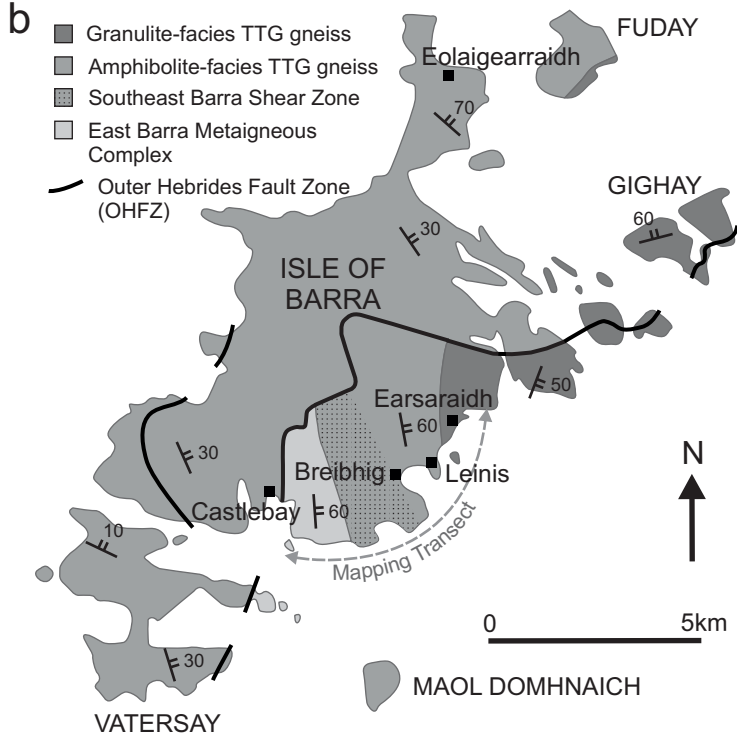 b
Granulite-facies TTG gneiss
Amphibolite-facies TTG gneiss
Southeast Barra Shear Zone
East Barra Metaigneous
Complex
Outer Hebrides Fault Zone
(OHFZ)
FUDAY
Eolaigearraidh
70
GIGHAY
60
30
ISLE OF
BARRA
50
Earsaraidh
60
30
Breibhig
Leinis
N
Castlebay
60
10
Mapping Transect
0
5km
30
MAOL DOMHNAICH
VATERSAY